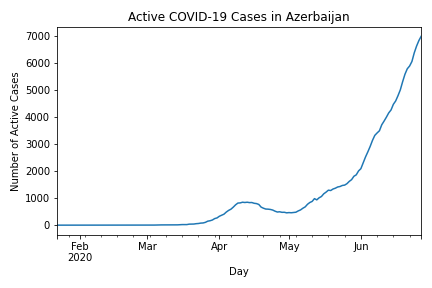 Active COVID-19 Cases in Azerbaijan
Number of Active Cases
7000
6000
5000
4000
3000
2000
1000
0
Feb Mar Apr May Jun
2020
Day